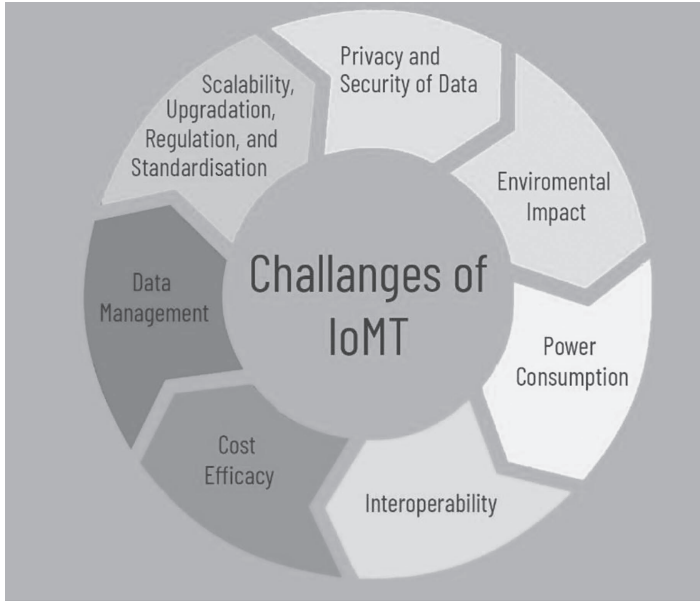 Privacy and
Security of Data
Enviromental
Impact
Power
Consumption
Interoperability
Cost
Efficacy
Data
Management
Scalability,
Upgradation,
Regulation, and
Standardisation
Challanges of
IoMT